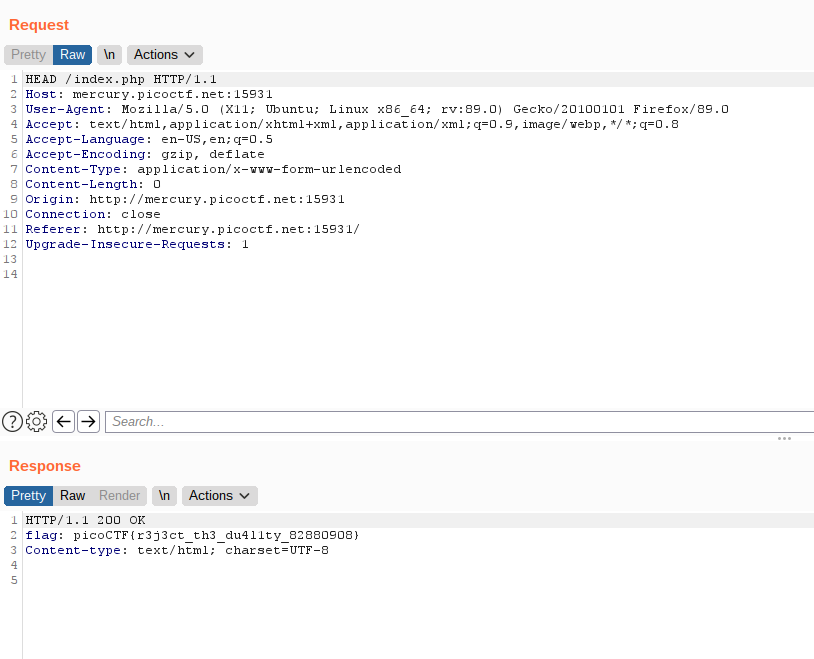 Request
Pretty Raw \n Actions
1 HEAD /index.php HTTP/1.1
2 Host: mercury.picoctf.net:15931
3 User-Agent: Mozilla/5.0 (X11; Ubuntu; Linux x86_64; rv:89.0) Gecko/20100101 Firefox/89.0
4 Accept: text/html,application/xhtml+xml,application/xml;q=0.9,image/webp,*/*;q=0.8
5 Accept-Language: en-US,en;q=0.5
6 Accept-Encoding: gzip, deflate
7 Content-Type: application/x-www-form-urlencoded
8 Content-Length: 0
9 Origin: http://mercury.picoctf.net:15931
10 Connection: close
11 Referer: http://mercury.picoctf.net:15931/
12 Upgrade-Insecure-Requests: 1
13
14
? Search...
Response
Pretty Raw Render \n Actions
1 HTTP/1.1 200 OK
2 flag: picoCTF{r3j3ct_th3_du4l1ty_82880908}
3 Content-type: text/html; charset=UTF-8
4
5